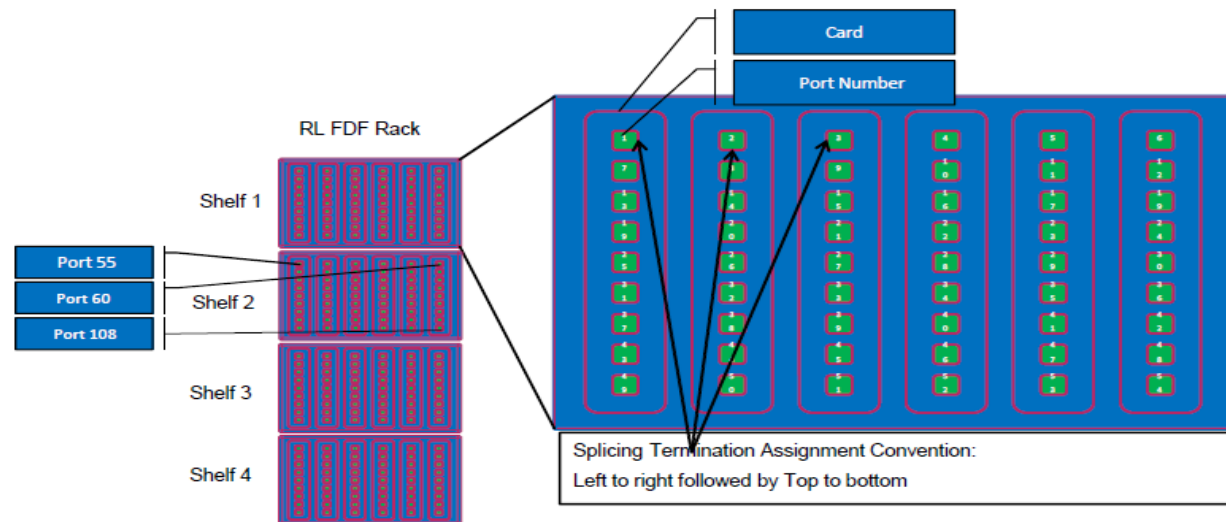 Card
Port Number
RL FDF Rack
1 2 3 4 5 6
7 8 9 10 11 12
13 14 15 16 17 19
19 20 21 22 23 24
25 26 27 28 29 30
31 32 33 34 35 36
37 38 39 40 41 42
43 44 45 46 47 48
49 50 51 52 53 54
Shelf 1
Port 55
Port 60
Port 108
Shelf 2
Shelf 3
Shelf 4
Splicing Termination Assignment Convention:
Left to right followed by Top to bottom